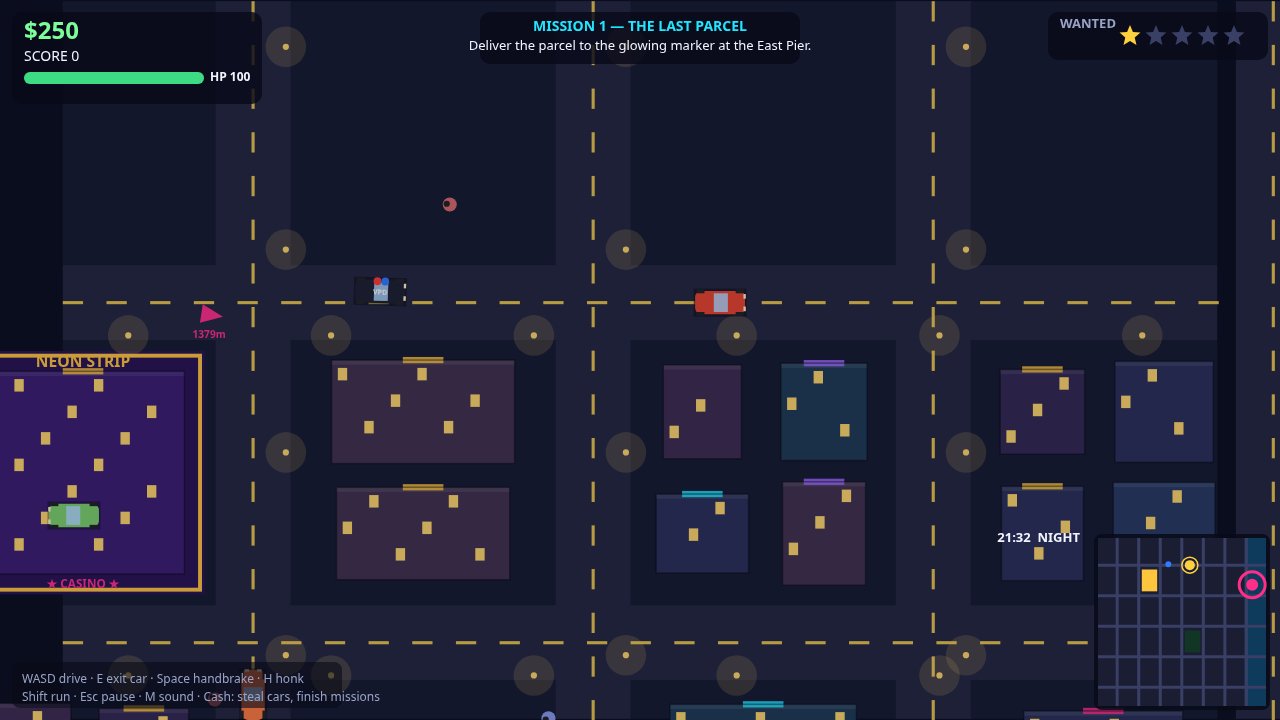 $250
SCORE 0
HP 100
MISSION 1 — THE LAST PARCEL
Deliver the parcel to the glowing marker at the East Pier.
WANTED
VPD
1379m
NEON STRIP
★ CASINO ★
21:32 NIGHT
WASD drive · E exit car · Space handbrake · H honk
Shift run · Esc pause · M sound · Cash: steal cars, finish missions